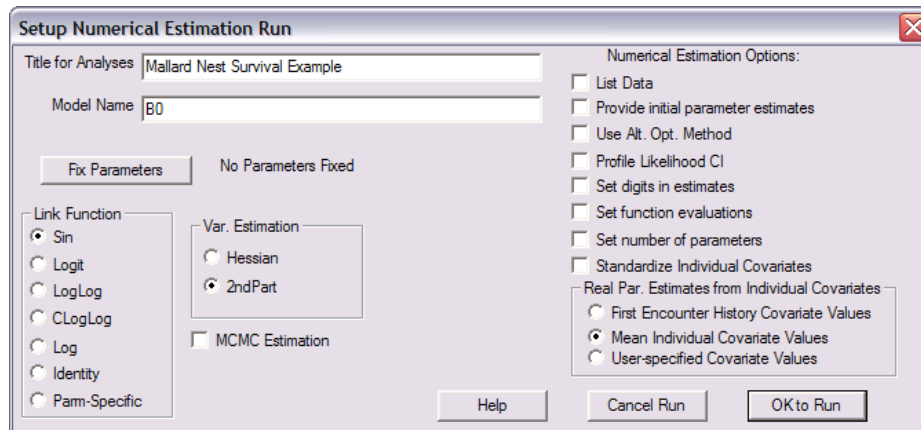 Setup Numerical Estimation Run
Title for Analyses Mallard Nest Survival Example
Model Name B0
Fix Parameters No Parameters Fixed
Link Function
Sin
Logit
LogLog
CLogLog
Log
Identity
Parm-Specific
Var. Estimation
Hessian
2ndPart
MCMC Estimation
Numerical Estimation Options:
List Data
Provide initial parameter estimates
Use Alt. Opt. Method
Profile Likelihood CI
Set digits in estimates
Set function evaluations
Set number of parameters
Standardize Individual Covariates
Real Par. Estimates from Individual Covariates
First Encounter History Covariate Values
Mean Individual Covariate Values
User-specified Covariate Values
Help Cancel Run OK to Run